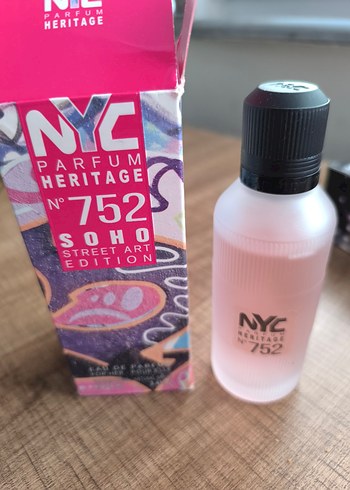 NYC
PARFUM
HERITAGE
NYC
PARFUM
HERITAGE
N° 752
SOHO
STREET ART
EDITION
EAU DE PARFUM
NYC
HERITAGE
N° 752